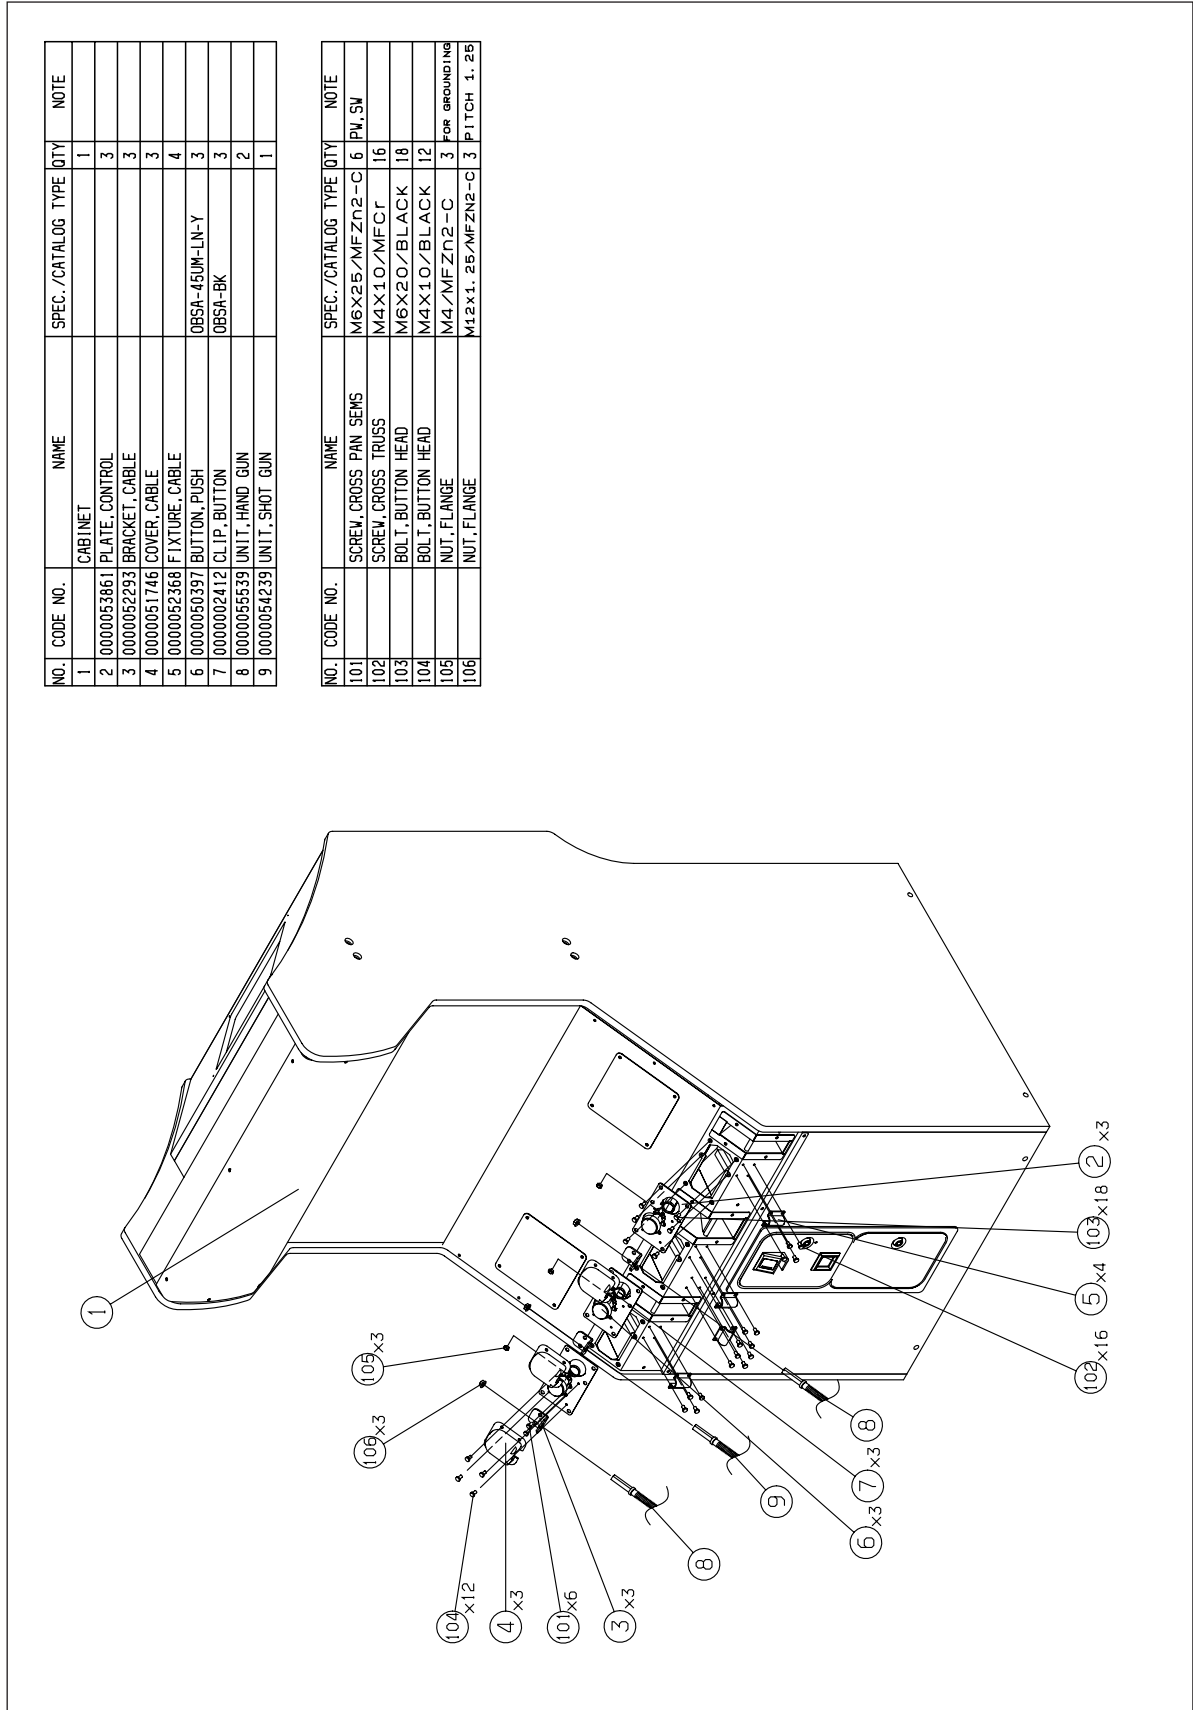 NO. CODE NO. NAME SPEC./CATALOG TYPE QTY NOTE
1 CABINET 1
2 0000053861 PLATE,CONTROL 3
3 0000052293 BRACKET,CABLE 3
4 0000051746 COVER,CABLE 3
5 0000052368 FIXTURE,CABLE 4
6 0000050397 BUTTON,PUSH OBSA-45UM-LN-Y 3
7 0000002412 CLIP,BUTTON OBSA-BK 3
8 0000055539 UNIT,HAND GUN 2
9 0000054239 UNIT,SHOT GUN 1
NO. CODE NO. NAME SPEC./CATALOG TYPE QTY NOTE
101 SCREW,CROSS PAN SEMS M6X25/MFZn2-C 6 PW,SW
102 SCREW,CROSS TRUSS M4X10/MFCr 16
103 BOLT,BUTTON HEAD M6X20/BLACK 18
104 BOLT,BUTTON HEAD M4X10/BLACK 12
105 NUT,FLANGE M4/MFZn2-C 3 FOR GROUNDING
106 NUT,FLANGE M12x1.25/MFZN2-C 3 PITCH 1.25
1
105 x3
106 x3
104 x12
4 x3
101 x6
3 x3
8
9
8
6 x3
7 x3
102 x16
5 x4
103 x18
2 x3